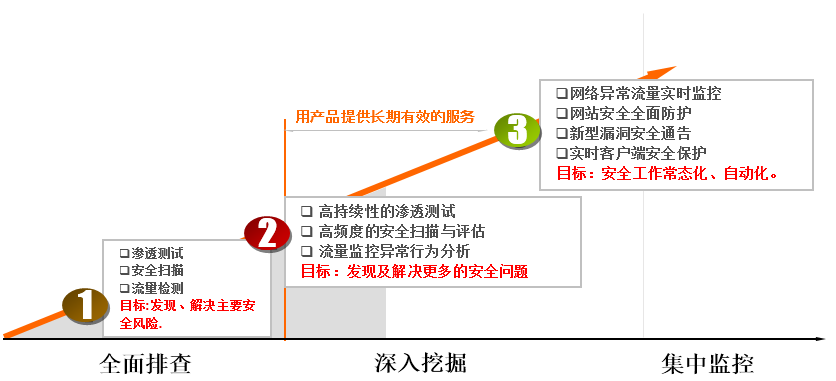 用产品提供长期有效的服务
1
❑渗透测试
❑安全扫描
❑流量检测
目标:发现、解决主要安
全风险.
2
❑ 高持续性的渗透测试
❑ 高频度的安全扫描与评估
❑ 流量监控异常行为分析
目标：发现及解决更多的安全问题
3
❑网络异常流量实时监控
❑网站安全全面防护
❑新型漏洞安全通告
❑实时客户端安全保护
目标：安全工作常态化、自动化。
全面排查
深入挖掘
集中监控